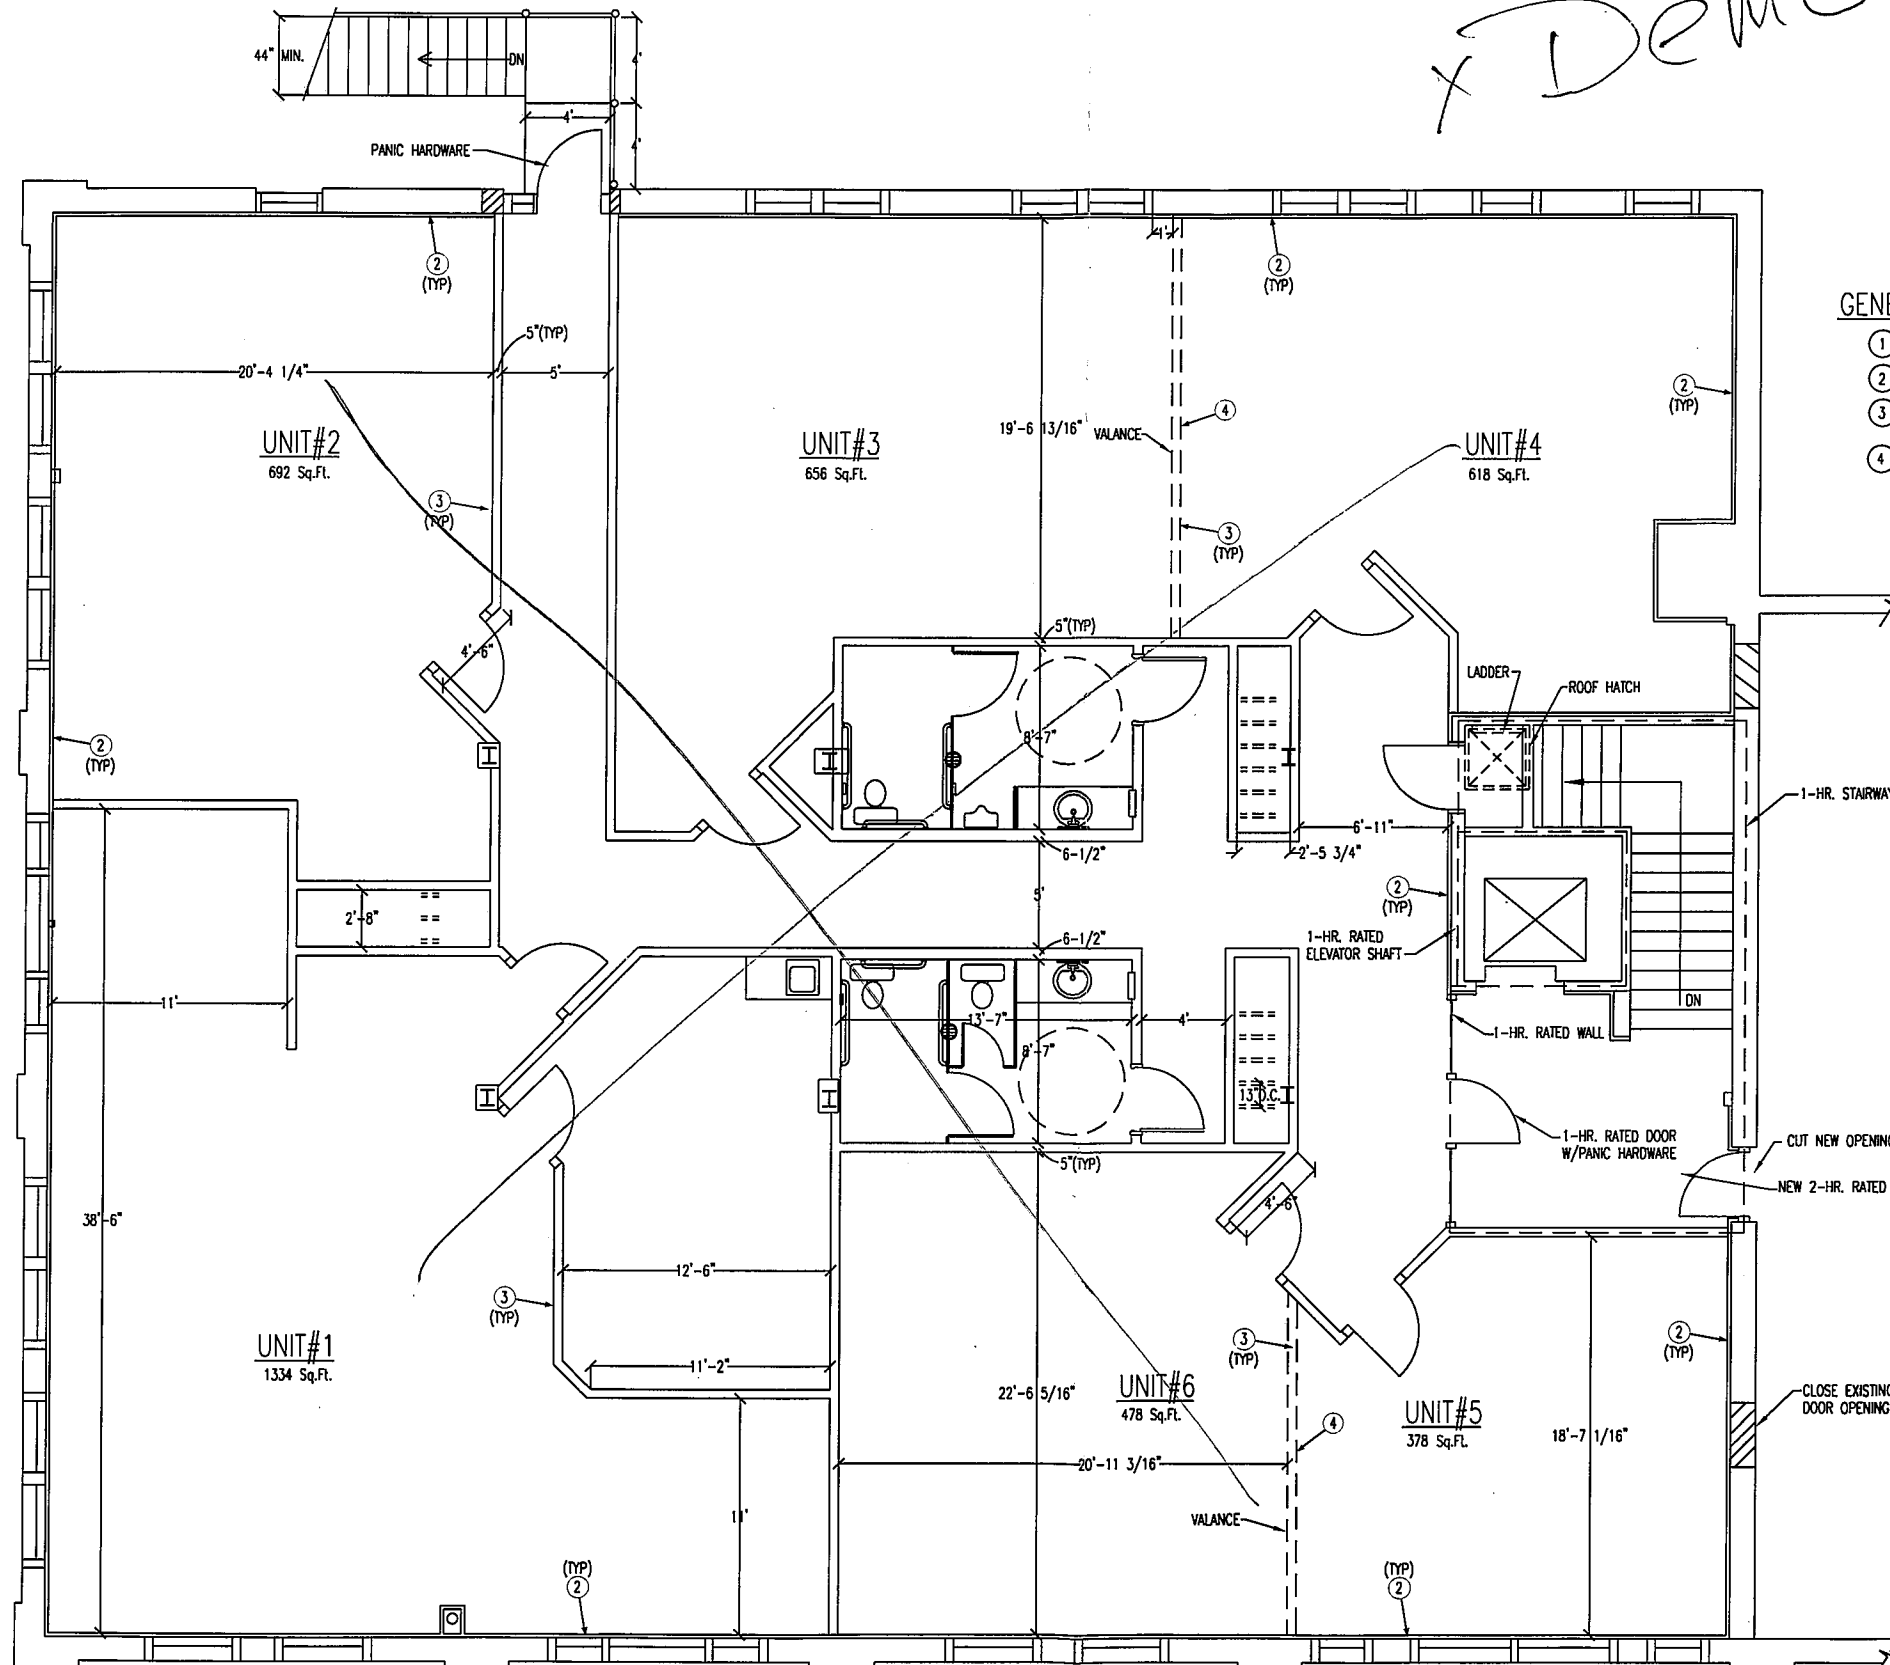 44" MIN.
DN
4'
4'
4'
PANIC HARDWARE
2
(TYP)
5"(TYP)
20'-4 1/4"
5'
1'
2
(TYP)
2
(TYP)
1
2
3
4
UNIT#2
692 Sq.Ft.
UNIT#3
656 Sq.Ft.
19'-6 13/16"
VALANCE
4
UNIT#4
618 Sq.Ft.
3
(TYP)
3
(TYP)
4'-6"
5"(TYP)
LADDER
ROOF HATCH
2
(TYP)
8'-7"
1-HR. STAIRWAY
6'-11"
6-1/2"
2'-5 3/4"
5'
2'-8"
2
(TYP)
6-1/2"
1-HR. RATED
ELEVATOR SHAFT
11'
13'-7"
4'
DN
1-HR. RATED WALL
8'-7"
13"O.C.
1-HR. RATED DOOR
W/PANIC HARDWARE
CUT NEW OPENING
5"(TYP)
NEW 2-HR. RATED
4'-6"
38'-6"
12'-6"
3
(TYP)
UNIT#1
1334 Sq.Ft.
11'-2"
3
(TYP)
2
(TYP)
22'-6 5/16"
UNIT#6
478 Sq.Ft.
4
UNIT#5
378 Sq.Ft.
18'-7 1/16"
CLOSE EXISTING
DOOR OPENING
20'-11 3/16"
11'
VALANCE
(TYP)
2
(TYP)
2